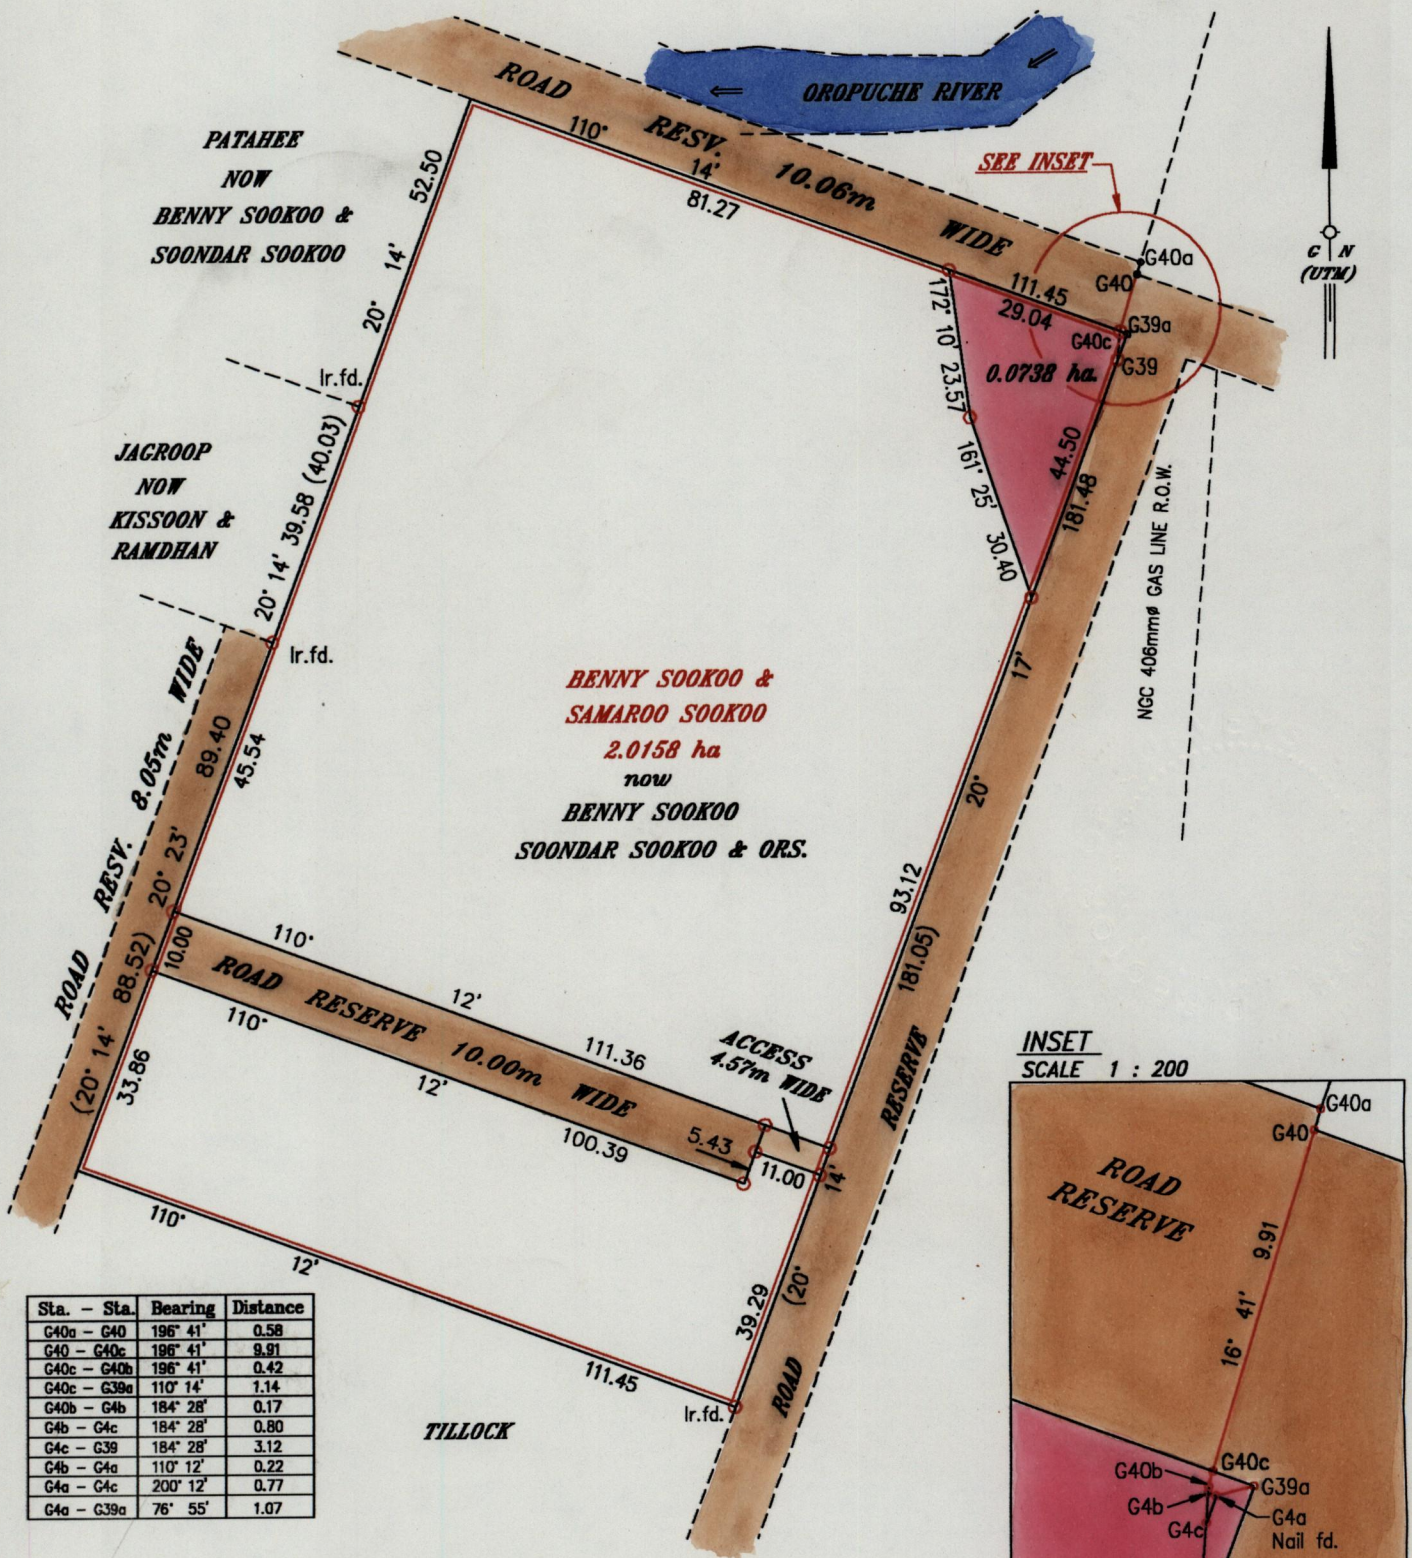 OROPUCHE RIVER
ROAD RESV. 10.06m WIDE
110° 14'
81.27
SEE INSET
PATAHEE
NOW
BENNY SOOKOO &
SOONDAR SOOKOO
52.50
20° 14'
G N
(UTM)
G40a
G40
111.45
29.04
G39a
G40c
G39
0.0738 ha.
172° 10' 23.57
161° 25' 30.40
44.50
181.48
NGC 406mmø GAS LINE R.O.W.
Ir.fd.
JAGROOP
NOW
KISSOON &
RAMDHAN
20° 14' 39.58 (40.03)
Ir.fd.
ROAD RESV. 8.05m WIDE
20° 23' 89.40
45.54
BENNY SOOKOO &
SAMAROO SOOKOO
2.0158 ha
now
BENNY SOOKOO
SOONDAR SOOKOO & ORS.
17'
20°
93.12
181.05)
10.00
(20° 14' 88.52)
33.86
110° 12' 111.36
ROAD RESERVE 10.00m WIDE
110° 12' 100.39
ACCESS
4.57m WIDE
5.43
11.00
14'
ROAD RESERVE
(20°
39.29
110° 12' 111.45
Ir.fd.
TILLOCK
Sta. - Sta. Bearing Distance
G40a - G40 196° 41' 0.58
G40 - G40c 196° 41' 9.91
G40c - G40b 196° 41' 0.42
G40c - G39a 110° 14' 1.14
G40b - G4b 184° 28' 0.17
G4b - G4c 184° 28' 0.80
G4c - G39 184° 28' 3.12
G4b - G4a 110° 12' 0.22
G4a - G4c 200° 12' 0.77
G4a - G39a 76° 55' 1.07
INSET
SCALE 1 : 200
G40a
G40
ROAD
RESERVE
16° 41' 9.91
G40c
G40b
G39a
G4b
G4a
Nail fd.
G4c